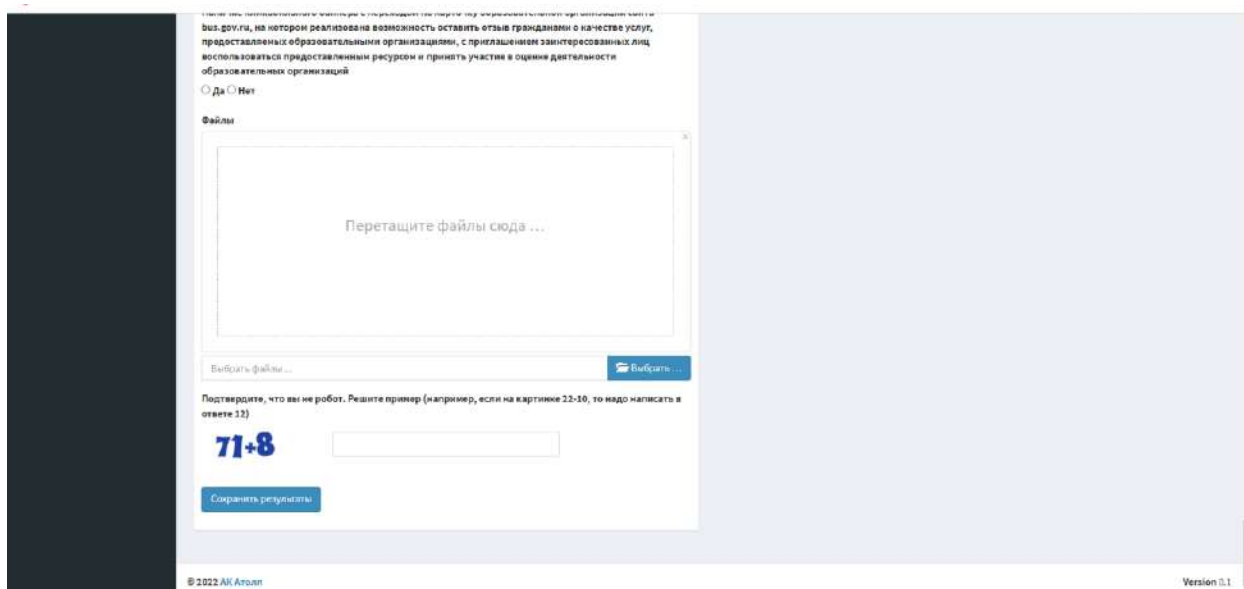 bus.gov.ru, на котором реализована возможность оставить отзыв гражданами о качестве услуг,
предоставляемых образовательными организациями, с приглашением заинтересованных лиц
воспользоваться предоставленным ресурсом и принять участие в оценке деятельности
образовательных организаций
Да Нет
Файлы
Перетащите файлы сюда ...
Выбрать файлы ...
Выбрать ...
Подтвердите, что вы не робот. Решите пример (например, если на картинке 22-10, то надо написать в
ответе 12)
71+8
Сохранить результаты
© 2022 АК Атолл
Version